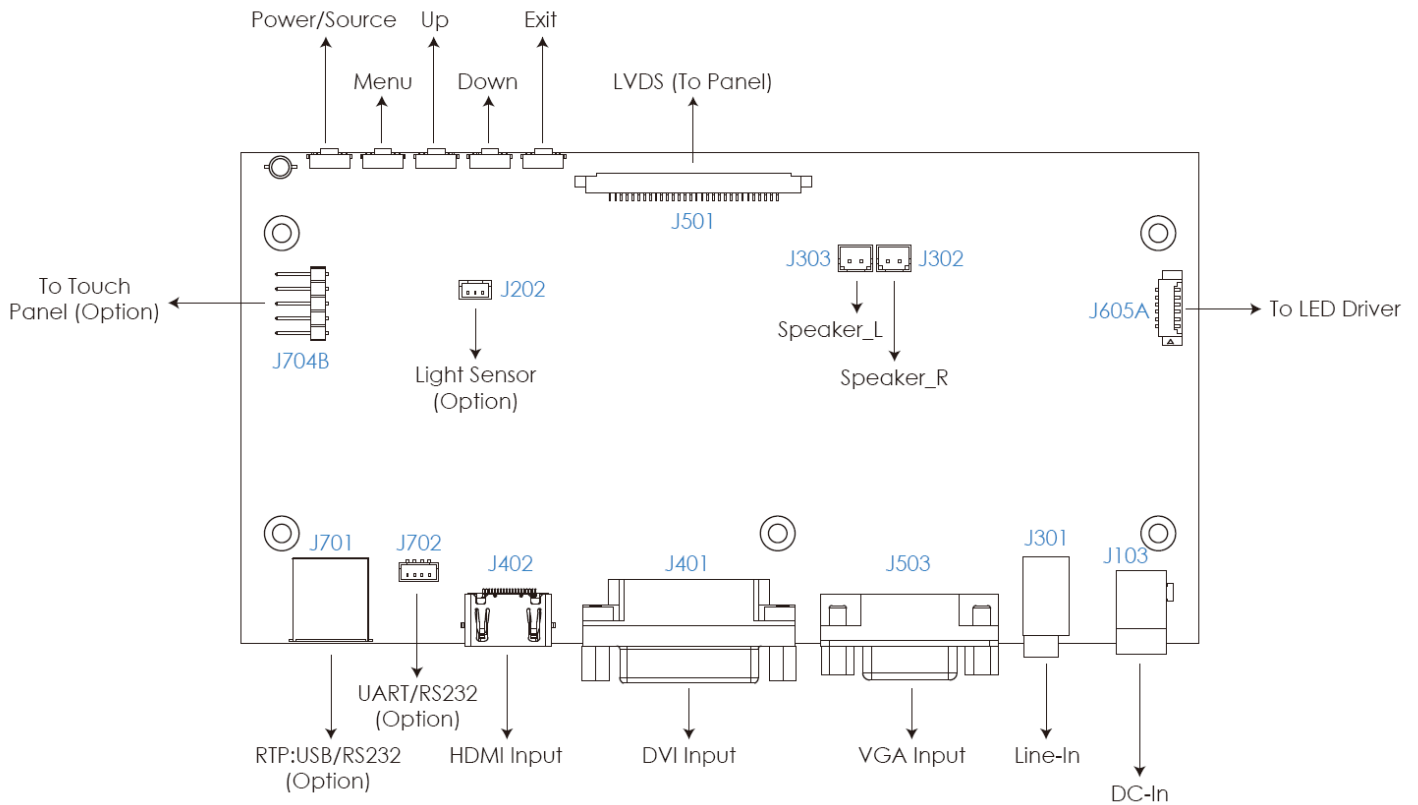 Power/Source
Up
Exit
Menu
Down
LVDS (To Panel)
J501
J303
J302
To Touch
Panel (Option)
J202
J605A
To LED Driver
Speaker_L
J704B
Light Sensor
(Option)
Speaker_R
J701
J702
J402
J401
J503
J301
J103
UART/RS232
(Option)
RTP:USB/RS232
(Option)
HDMI Input
DVI Input
VGA Input
Line-In
DC-In